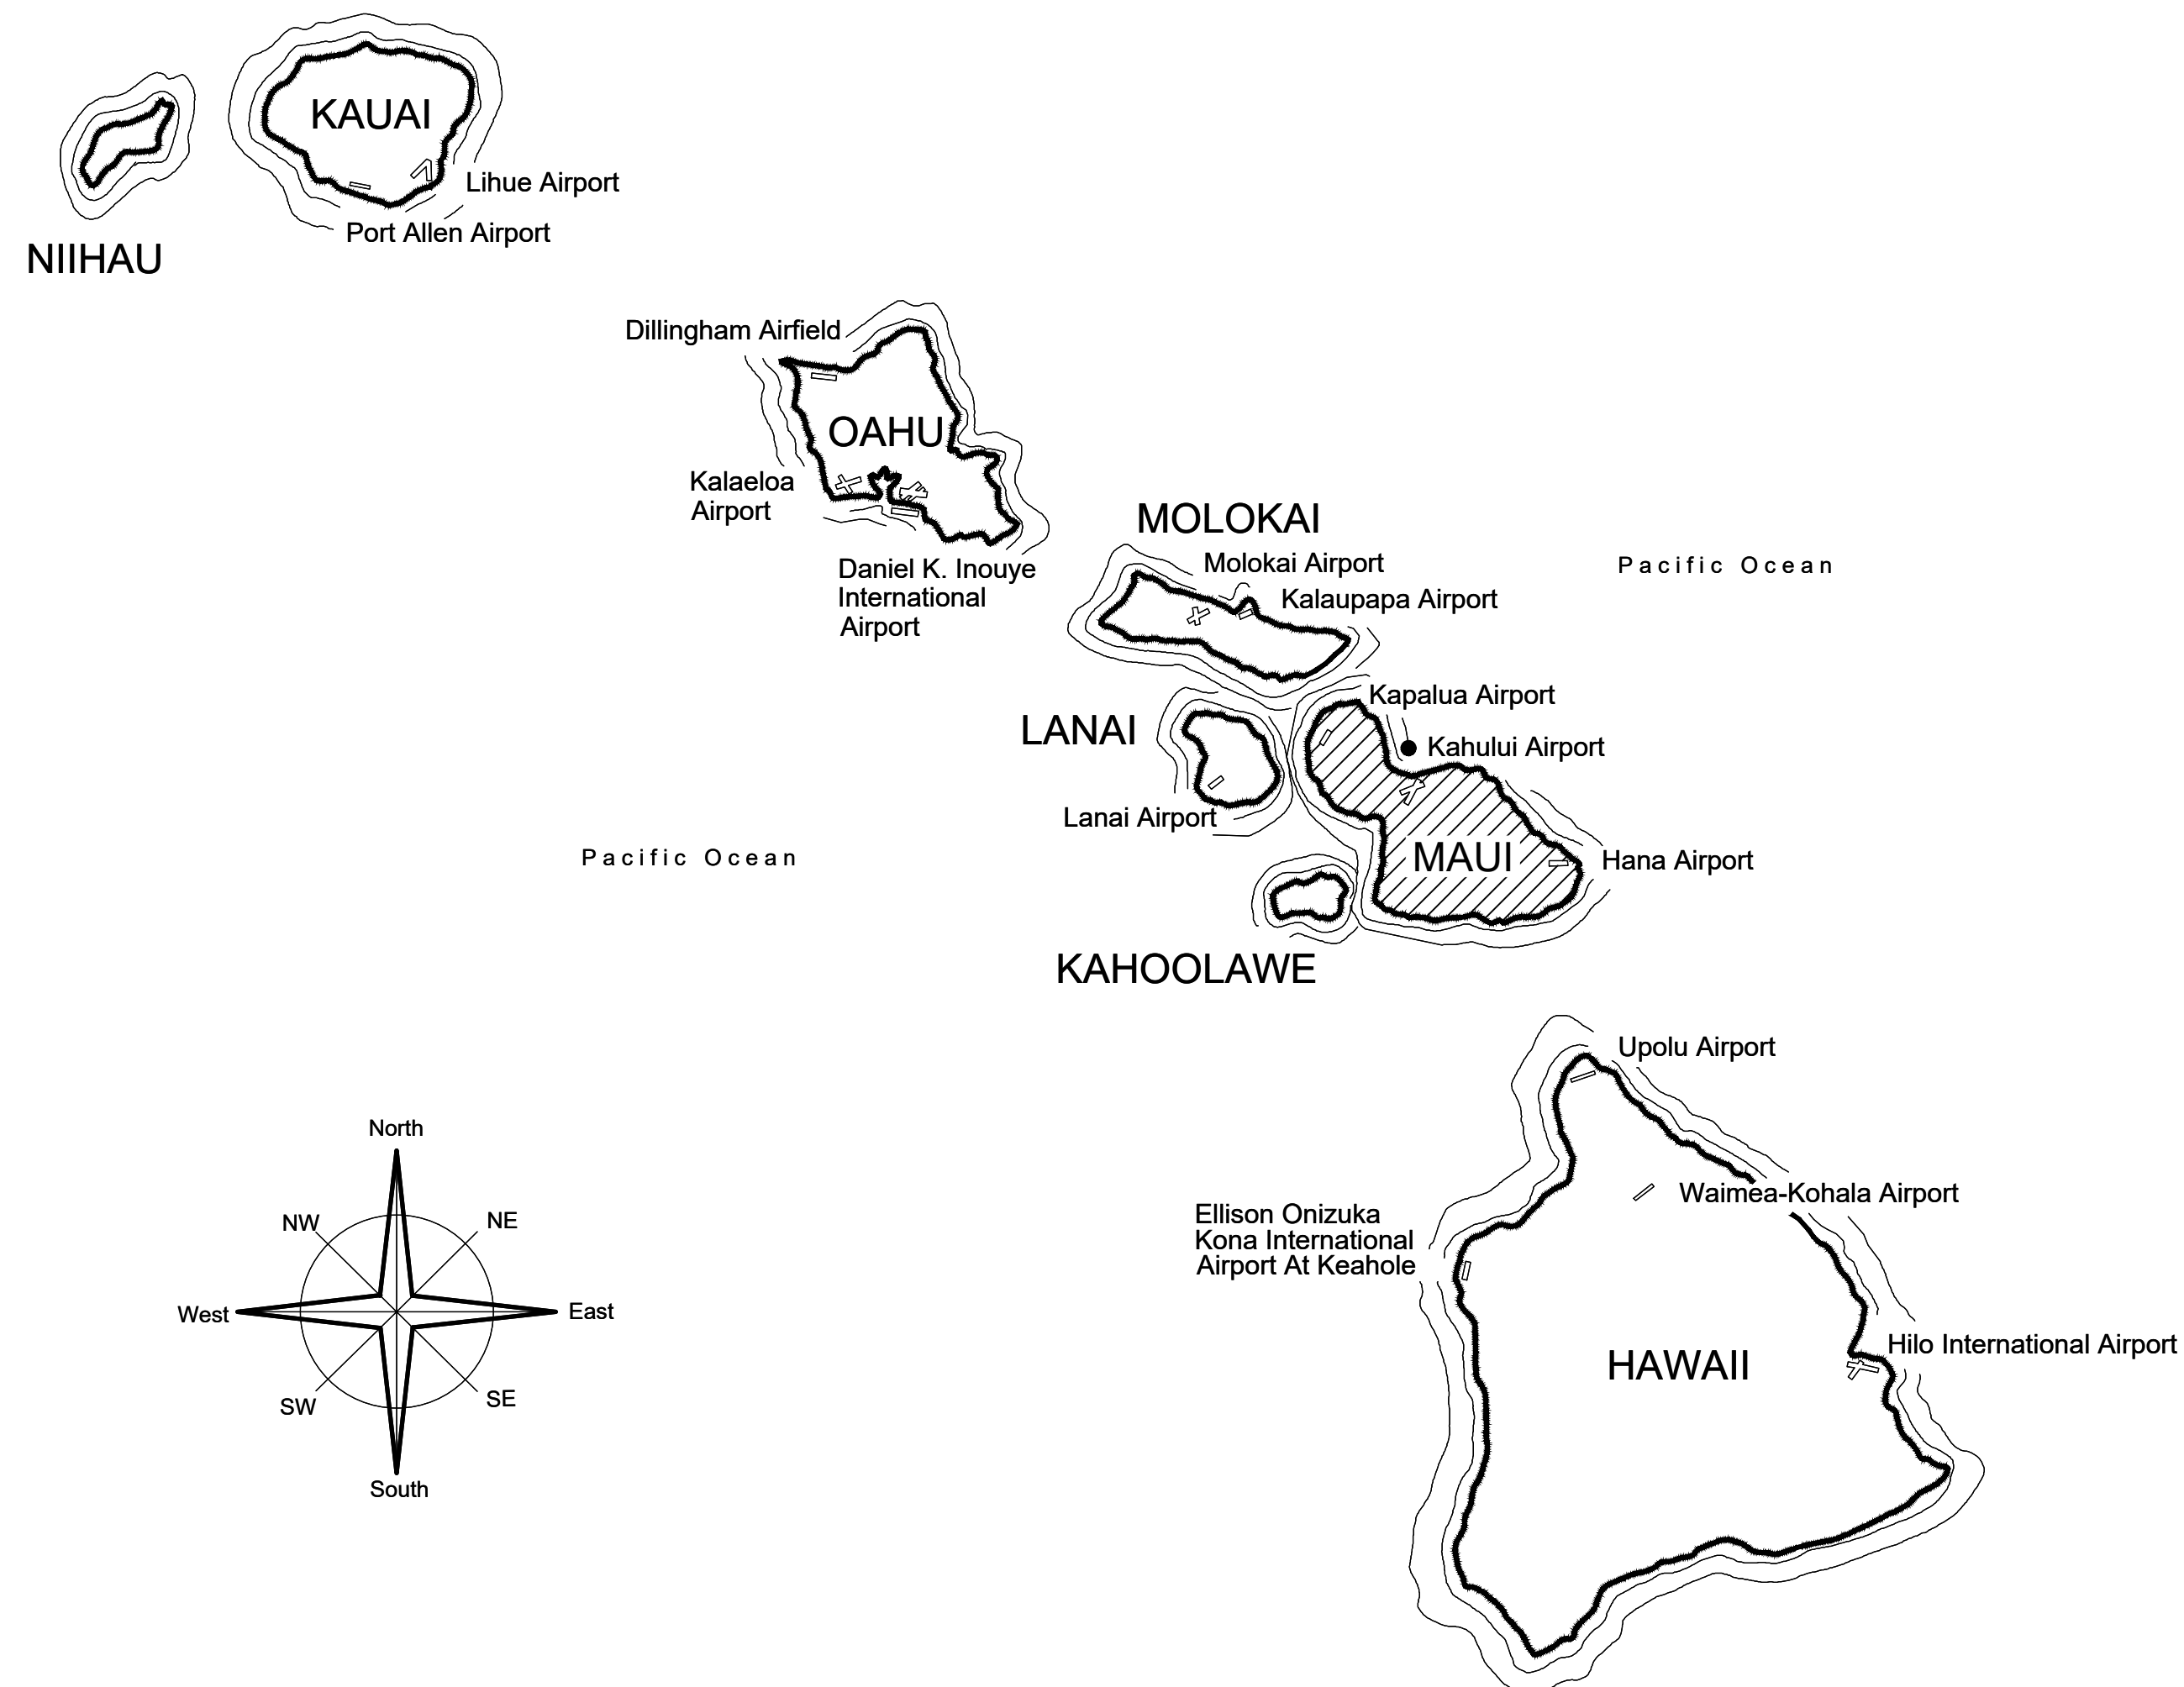 KAUAI
Lihue Airport
Port Allen Airport
NIIHAU
Dillingham Airfield
OAHU
Kalaeloa
Airport
Daniel K. Inouye
International
Airport
MOLOKAI
Molokai Airport
Kalaupapa Airport
Pacific Ocean
Kapalua Airport
LANAI
Kahului Airport
Lanai Airport
Pacific Ocean
MAUI
Hana Airport
KAHOOLAWE
Upolu Airport
Waimea-Kohala Airport
Ellison Onizuka
Kona International
Airport At Keahole
Hilo International Airport
HAWAII
North
NW
NE
West
East
SW
SE
South